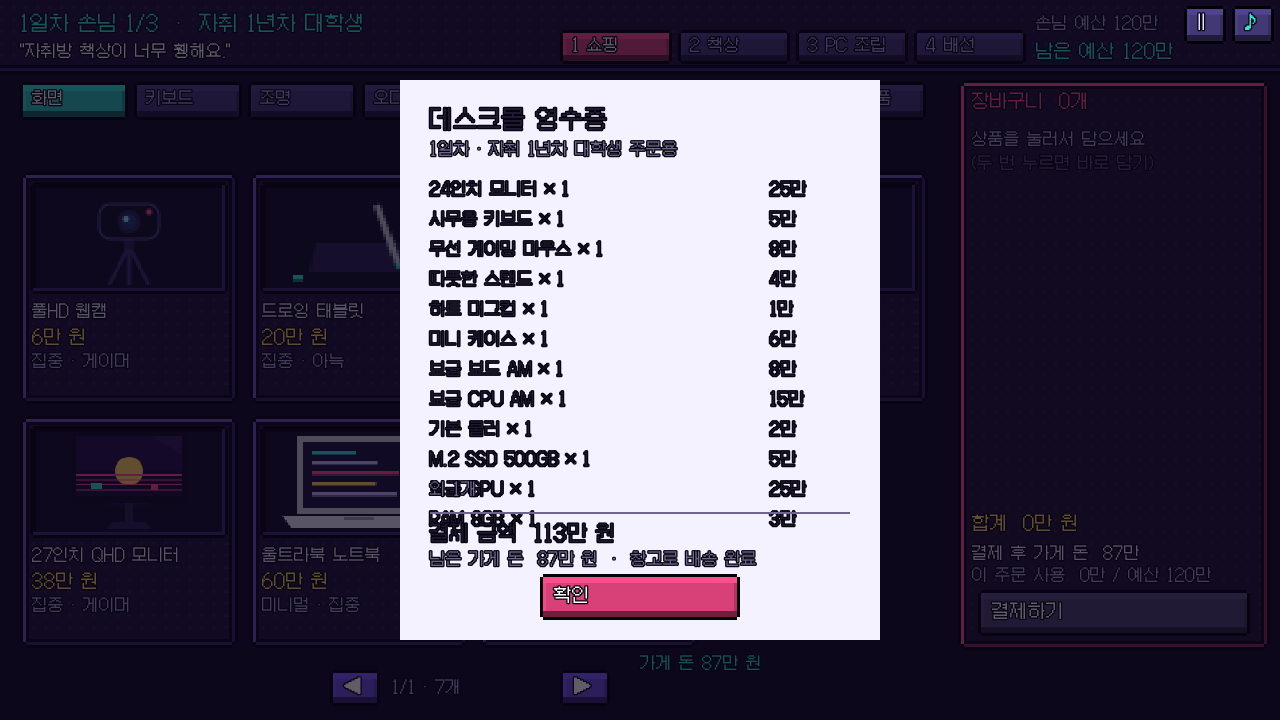 1일차 손님 1/3 · 자취 1년차 대학생
"자취방 책상이 너무 휑해요."
1 쇼핑
2 책상
3 PC 조립
4 배선
손님 예산 120만
남은 예산 120만
화면
키보드
조명
장바구니 0개
상품을 눌러서 담으세요
(두 번 누르면 바로 담기)
데스크룸 영수증
1일차 · 자취 1년차 대학생 주문용
24인치 모니터 × 1 25만
사무용 키보드 × 1 5만
무선 게이밍 마우스 × 1 8만
따뜻한 스탠드 × 1 4만
하트 머그컵 × 1 1만
미니 케이스 × 1 6만
보급 보드 AM × 1 8만
보급 CPU AM × 1 15만
기본 쿨러 × 1 2만
M.2 SSD 500GB × 1 5만
GPU × 1 25만
RAM 8GB × 1 3만
결제 금액 113만 원
남은 가게 돈 87만 원 · 창고로 배송 완료
확인
풀HD 웹캠
6만 원
집중 · 게이머
드로잉 태블릿
20만 원
집중 · 아늑
27인치 QHD 모니터
38만 원
집중 · 게이머
울트라북 노트북
60만 원
미니멀 · 집중
합계 0만 원
결제 후 가게 돈 87만
이 주문 사용 0만 / 예산 120만
결제하기
가게 돈 87만 원
1/1 · 7개